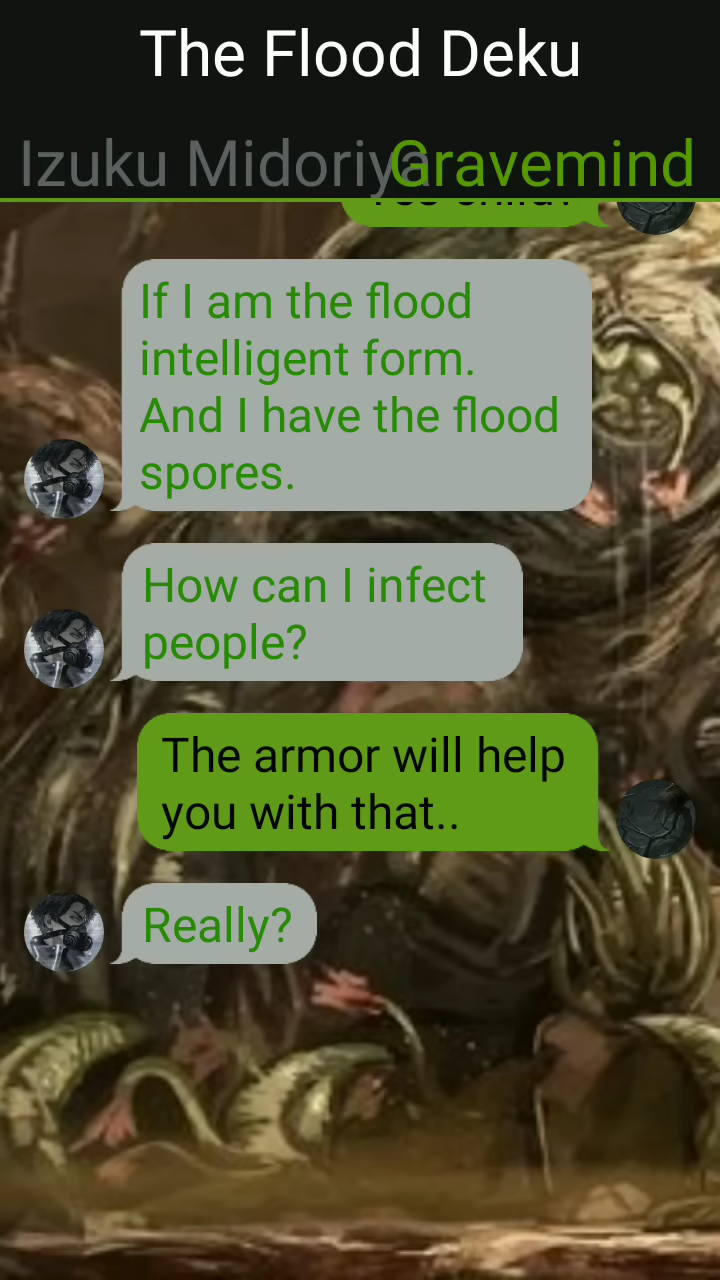 The Flood Deku
Izuku Midoriya Gravemind
If I am the flood
intelligent form.
And I have the flood
spores.
How can I infect
people?
The armor will help
you with that..
Really?